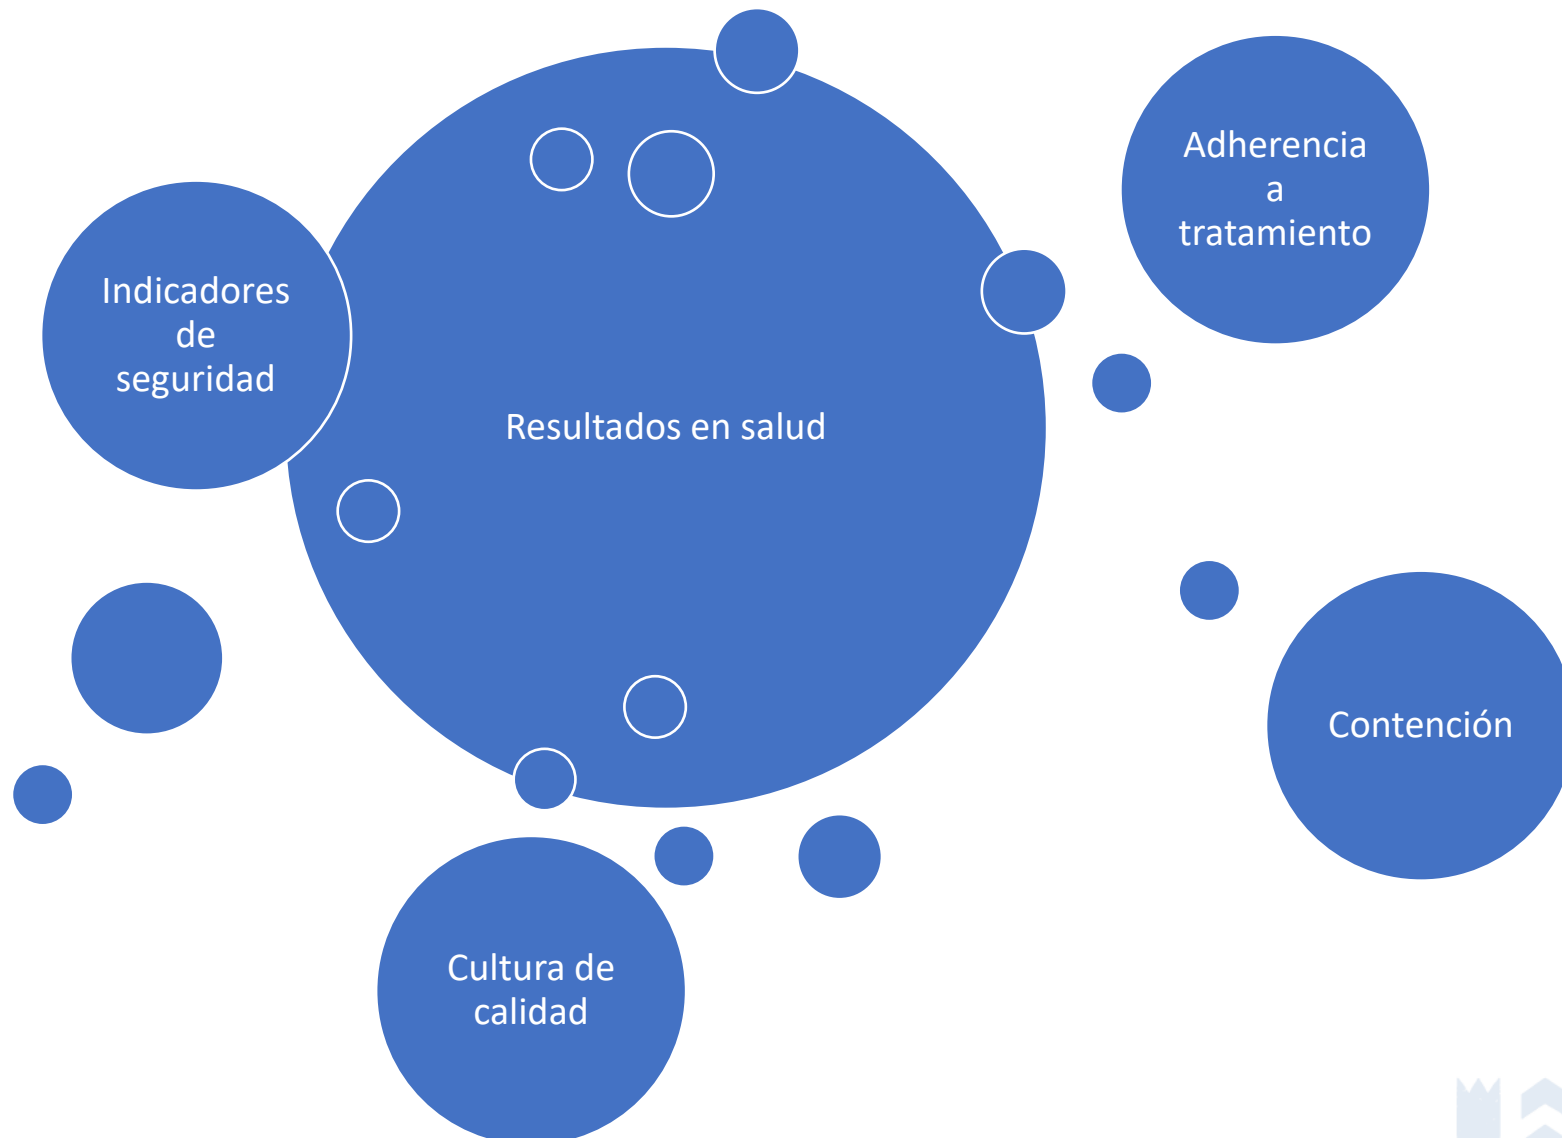 Adherencia
a
tratamiento
Indicadores
de
seguridad
Resultados en salud
Contención
Cultura de
calidad